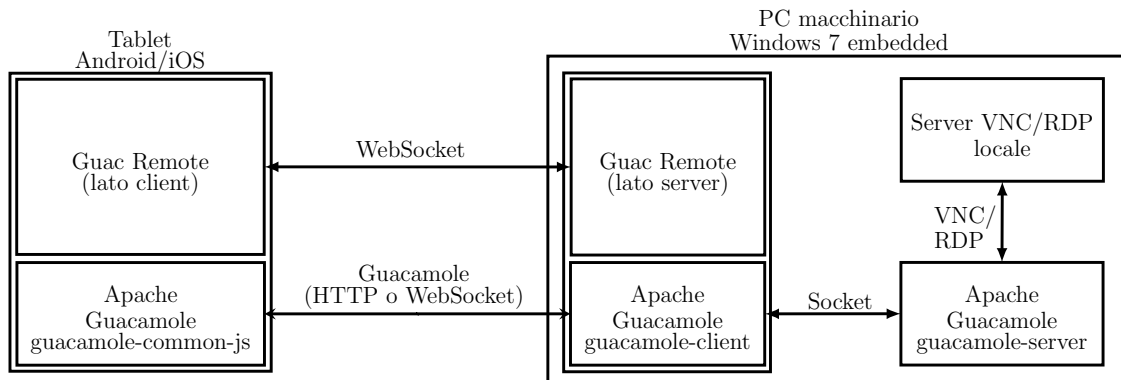 Tablet
Android/iOS
Guac Remote
(lato client)
Apache
Guacamole
guacamole-common-js
WebSocket
Guacamole
(HTTP o WebSocket)
PC macchinario
Windows 7 embedded
Guac Remote
(lato server)
Apache
Guacamole
guacamole-client
Socket
Server VNC/RDP
locale
VNC/
RDP
Apache
Guacamole
guacamole-server